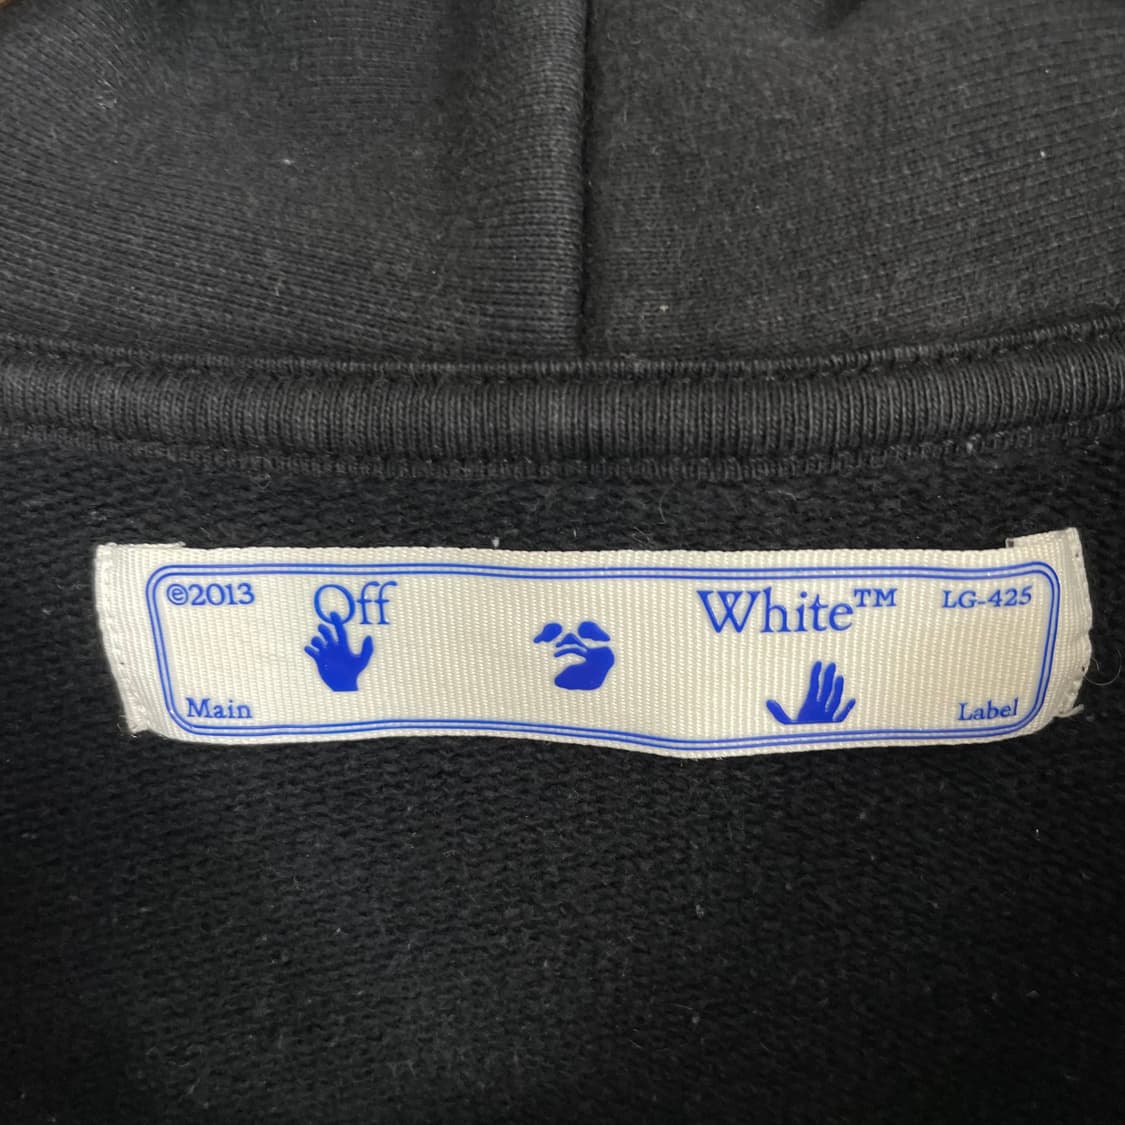 ©2013
Off
White™
LG-425
Main
Label